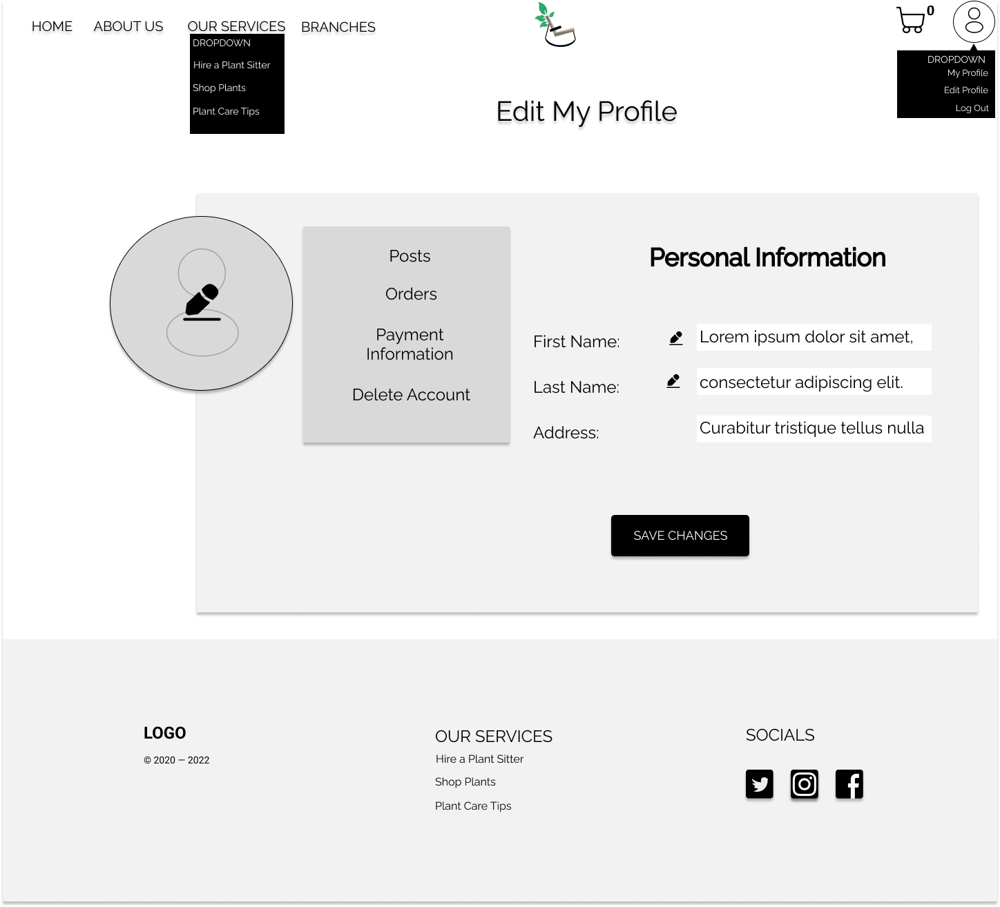 HOME
ABOUT US
OUR SERVICES
BRANCHES
0
DROPDOWN
Hire a Plant Sitter
Shop Plants
Plant Care Tips
DROPDOWN
My Profile
Edit Profile
Log Out
Edit My Profile
Posts
Orders
Payment
Information
Delete Account
Personal Information
First Name:
Lorem ipsum dolor sit amet,
Last Name:
consectetur adipiscing elit.
Address:
Curabitur tristique tellus nulla
SAVE CHANGES
LOGO
© 2020 — 2022
OUR SERVICES
Hire a Plant Sitter
Shop Plants
Plant Care Tips
SOCIALS